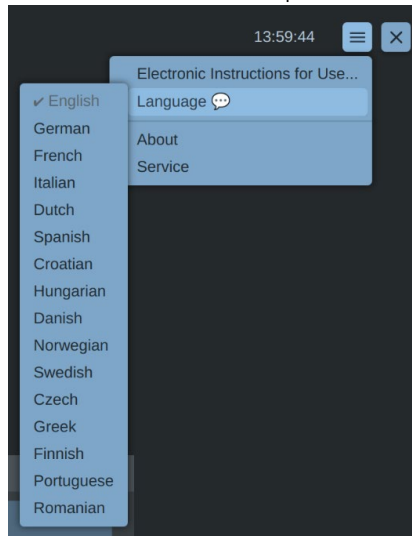 13:59:44
Electronic Instructions for Use...
Language 💬
About
Service
✔ English
German
French
Italian
Dutch
Spanish
Croatian
Hungarian
Danish
Norwegian
Swedish
Czech
Greek
Finnish
Portuguese
Romanian